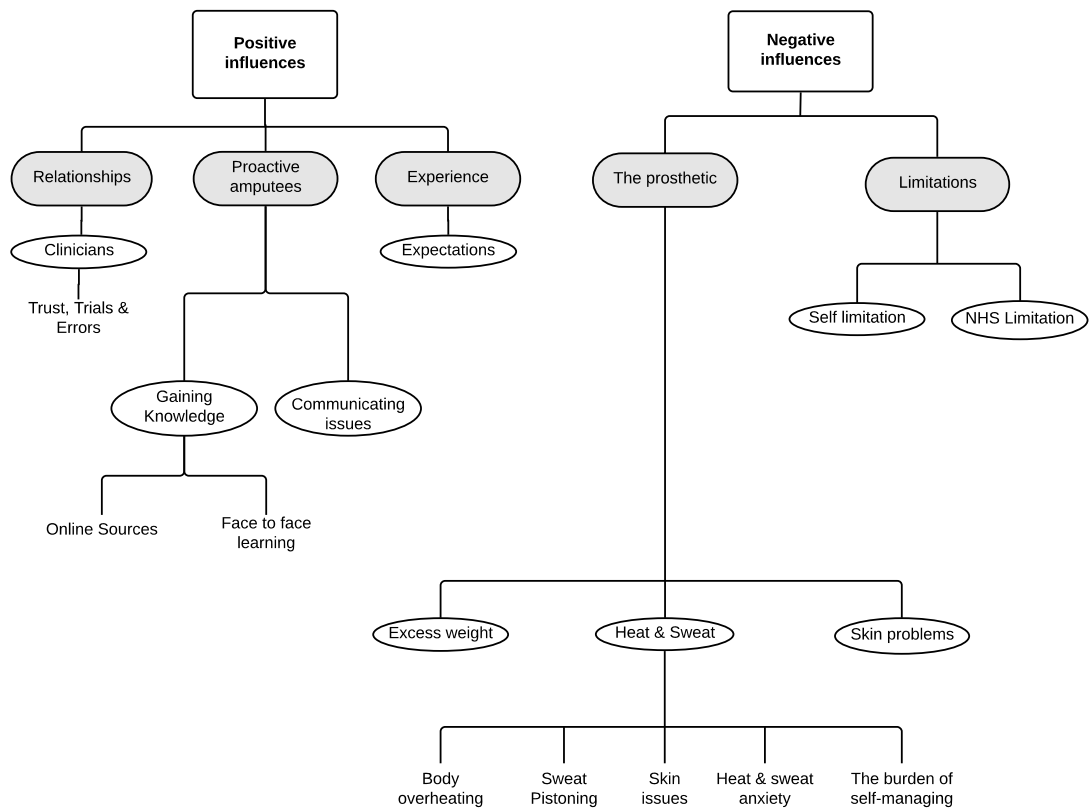 Positive
influences
Negative
influences
Relationships
Proactive
amputees
Experience
The prosthetic
Limitations
Clinicians
Expectations
Trust, Trials &
Errors
Self limitation
NHS Limitation
Gaining
Knowledge
Communicating
issues
Online Sources
Face to face
learning
Excess weight
Heat & Sweat
Skin problems
Body
overheating
Sweat
Pistoning
Skin
issues
Heat & sweat
anxiety
The burden of
self-managing